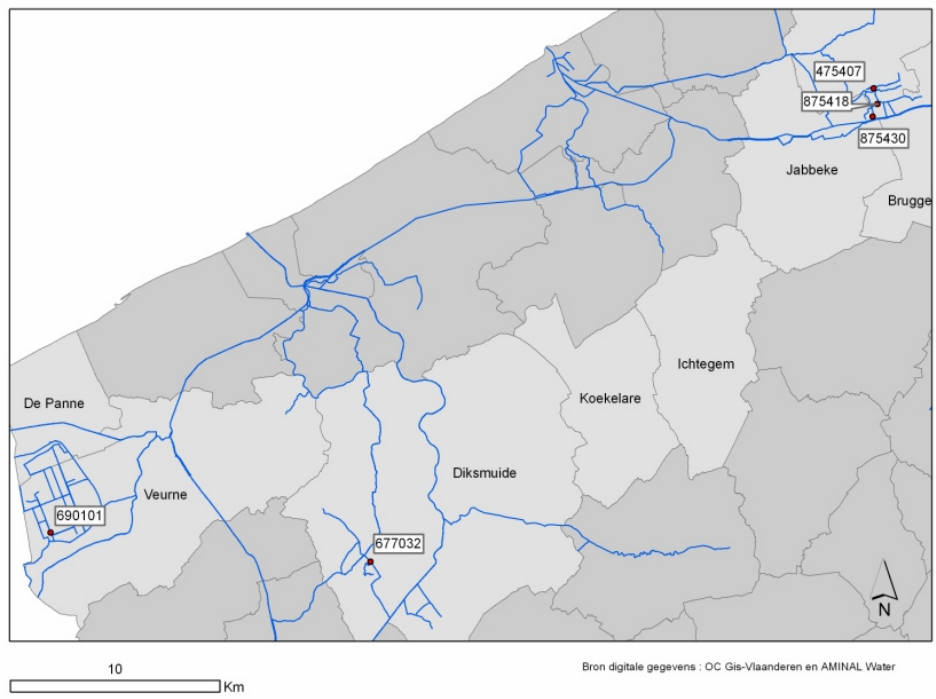 475407
875418
875430
Jabbeke
Brugge
Ichtegem
De Panne
Koekelare
Diksmuide
Veurne
690101
677032
N
10
Km
Bron digitale gegevens : OC Gis-Vlaanderen en AMINAL Water